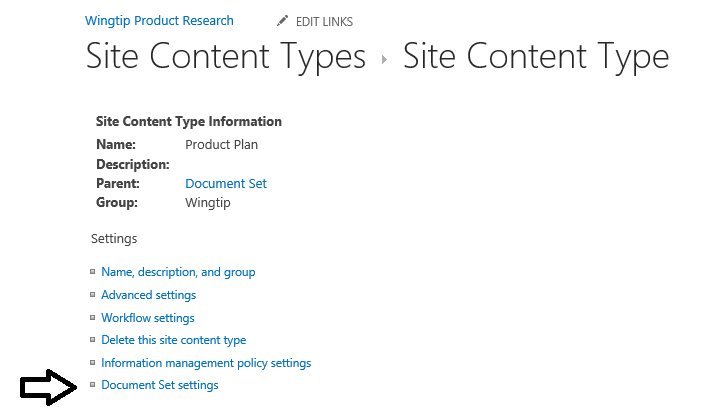 Wingtip Product Research EDIT LINKS
Site Content Types ▸ Site Content Type
Site Content Type Information
Name: Product Plan
Description:
Parent: Document Set
Group: Wingtip
Settings
Name, description, and group
Advanced settings
Workflow settings
Delete this site content type
Information management policy settings
Document Set settings